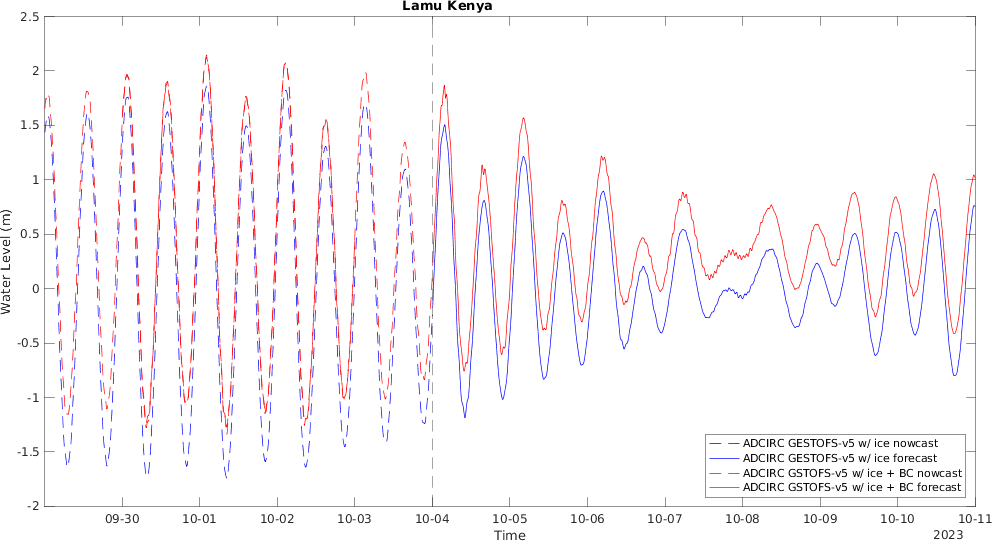 Lamu Kenya
2.5
2
1.5
1
0.5
0
-0.5
-1
-1.5
-2
Water Level (m)
09-30 10-01 10-02 10-03 10-04 10-05 10-06 10-07 10-08 10-09 10-10 10-11
Time
2023
ADCIRC GESTOFS-v5 w/ ice nowcast
ADCIRC GESTOFS-v5 w/ ice forecast
ADCIRC GSTOFS-v5 w/ ice + BC nowcast
ADCIRC GSTOFS-v5 w/ ice + BC forecast